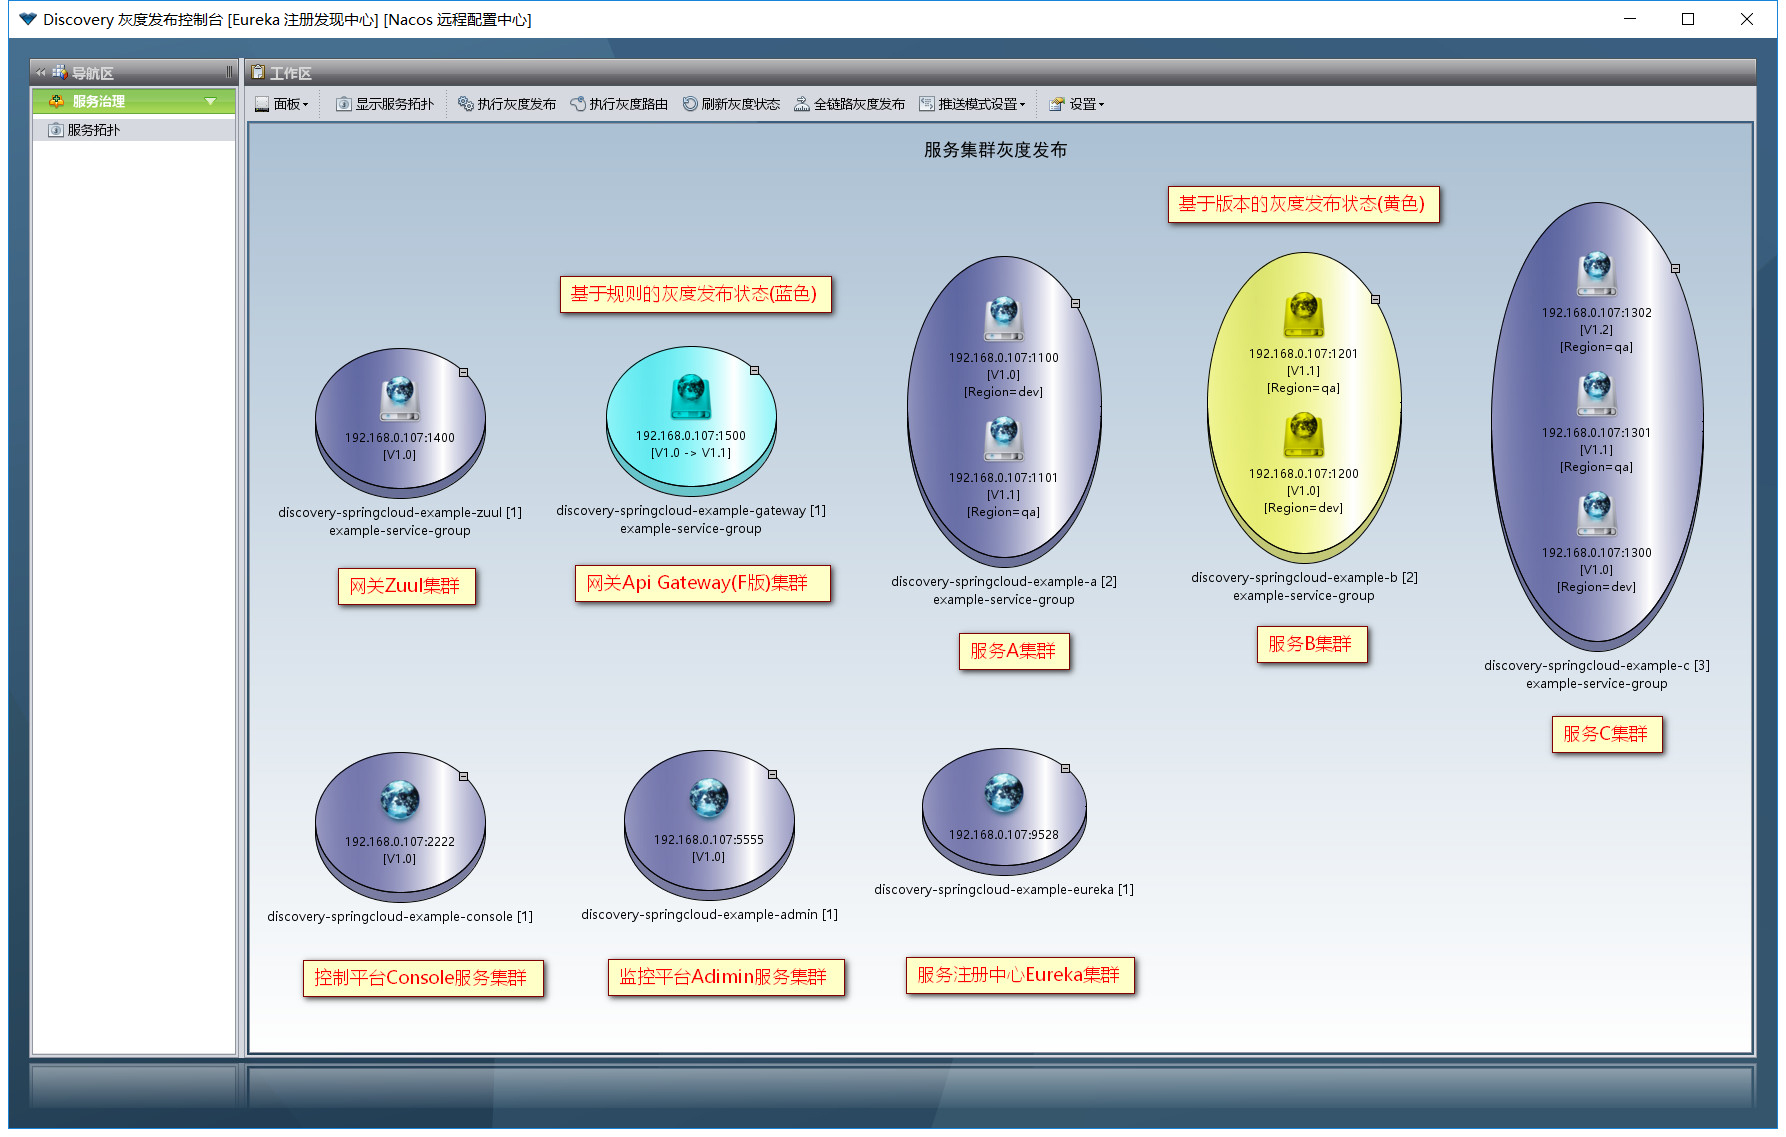 Discovery 灰度发布控制台 [Eureka 注册发现中心] [Nacos 远程配置中心]
导航区
服务治理
服务拓扑
工作区
面板 显示服务拓扑 执行灰度发布 执行灰度路由 刷新灰度状态 全链路灰度发布 推送模式设置 设置
服务集群灰度发布
基于版本的灰度发布状态(黄色)
基于规则的灰度发布状态(蓝色)
192.168.0.107:1400
[V1.0]
discovery-springcloud-example-zuul [1]
example-service-group
网关Zuul集群
192.168.0.107:1500
[V1.0 -> V1.1]
discovery-springcloud-example-gateway [1]
example-service-group
网关Api Gateway(F版)集群
192.168.0.107:1100
[V1.0]
[Region=dev]
192.168.0.107:1101
[V1.1]
[Region=qa]
discovery-springcloud-example-a [2]
example-service-group
服务A集群
192.168.0.107:1201
[V1.1]
[Region=qa]
192.168.0.107:1200
[V1.0]
[Region=dev]
discovery-springcloud-example-b [2]
example-service-group
服务B集群
192.168.0.107:1302
[V1.2]
[Region=qa]
192.168.0.107:1301
[V1.1]
[Region=qa]
192.168.0.107:1300
[V1.0]
[Region=dev]
discovery-springcloud-example-c [3]
example-service-group
服务C集群
192.168.0.107:2222
[V1.0]
discovery-springcloud-example-console [1]
控制平台Console服务集群
192.168.0.107:5555
[V1.0]
discovery-springcloud-example-admin [1]
监控平台Adimin服务集群
192.168.0.107:9528
discovery-springcloud-example-eureka [1]
服务注册中心Eureka集群